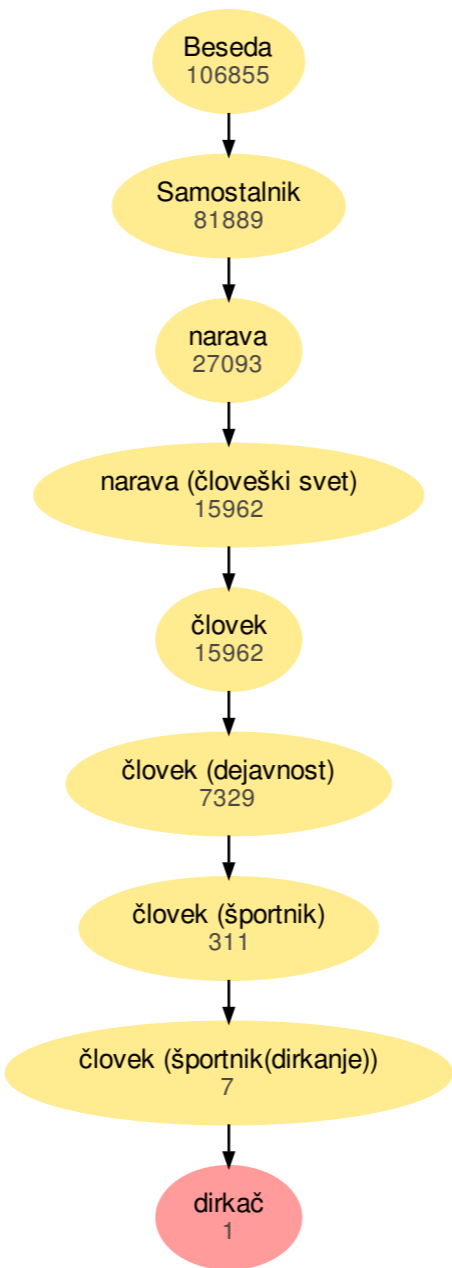 Beseda
106855
Samostalnik
81889
narava
27093
narava (človeški svet)
15962
človek
15962
človek (dejavnost)
7329
človek (športnik)
311
človek (športnik(dirkanje))
7
dirkač
1